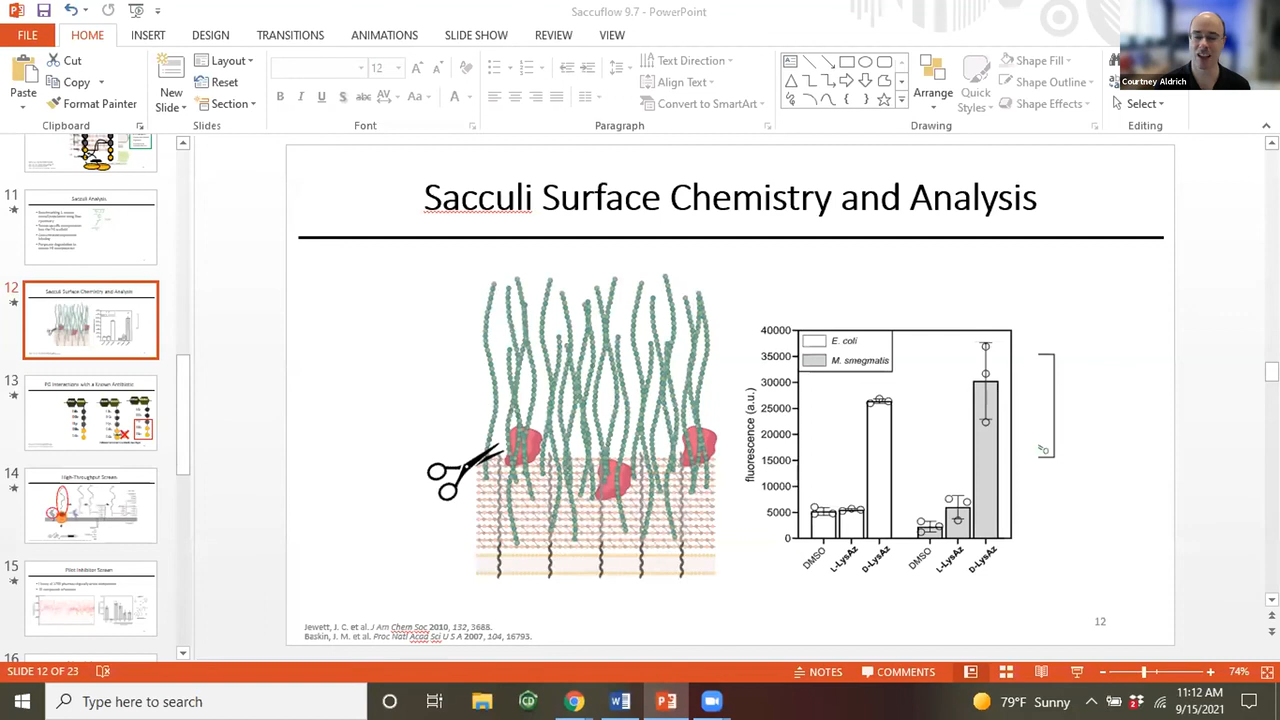 Saccuflow 9.7 - PowerPoint
FILE HOME INSERT DESIGN TRANSITIONS ANIMATIONS SLIDE SHOW REVIEW VIEW
Courtney Aldrich
Paste
Cut
Copy
Format Painter
Clipboard
New Slide
Layout
Reset
Section
Slides
12
Font
Text Direction
Align Text
Convert to SmartArt
Paragraph
Arrange
Quick Styles
Shape Fill
Shape Outline
Shape Effects
Drawing
Select
Editing
11
Sacculi Analysis
12
Sacculi Surface Chemistry and Analysis
13
PG Interactions with a Known Antibiotic
14
High-Throughput Screen
15
Pilot Inhibitor Screen
16
Sacculi Surface Chemistry and Analysis
fluorescence (a.u.)
40000
35000
30000
25000
20000
15000
10000
5000
0
E. coli
M. smegmatis
DMSO
L-LysAz
D-LysAz
DMSO
L-LysAz
D-LysAz
Jewett, J. C. et al. J Am Chem Soc 2010, 132, 3688.
Baskin, J. M. et al. Proc Natl Acad Sci U S A 2007, 104, 16793.
12
SLIDE 12 OF 23
NOTES
COMMENTS
74%
Type here to search
79°F Sunny
11:12 AM
9/15/2021